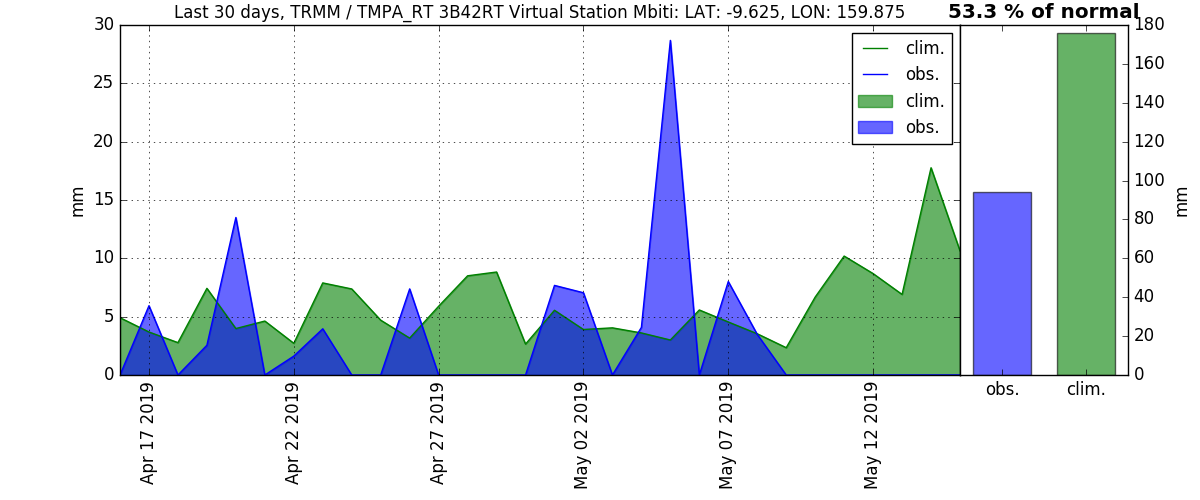 Last 30 days, TRMM / TMPA_RT 3B42RT Virtual Station Mbiti: LAT: -9.625, LON: 159.875
53.3 % of normal
30
25
20
15
10
5
0
mm
clim.
obs.
clim.
obs.
180
160
140
120
100
80
60
40
20
0
mm
Apr 17 2019
Apr 22 2019
Apr 27 2019
May 02 2019
May 07 2019
May 12 2019
obs.
clim.